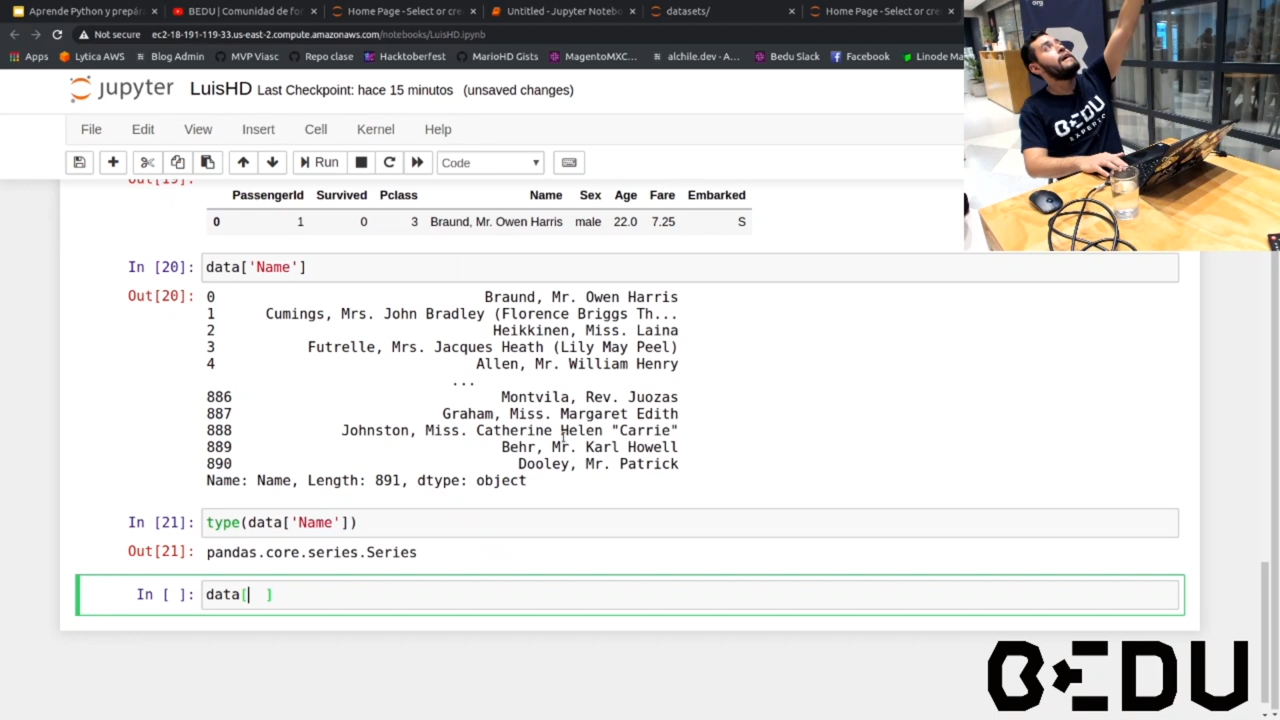 Aprende Python y prepár
BEDU | Comunidad de for
Home Page - Select or cre
Untitled - Jupyter Notebo
datasets/
Home Page - Select or cre
Not secure
ec2-18-191-119-33.us-east-2.compute.amazonaws.com/notebooks/LuisHD.ipynb
Apps
Lytica AWS
Blog Admin
MVP Viasc
Repo clase
Hacktoberfest
MarioHD Gists
MagentoMXC...
alchile.dev - A...
Bedu Slack
Facebook
Linode Ma
org
BEDU
jupyter LuisHD Last Checkpoint: hace 15 minutos (unsaved changes)
File Edit View Insert Cell Kernel Help
Run Code
Out[19]:
PassengerId Survived Pclass Name Sex Age Fare Embarked
0 1 0 3 Braund, Mr. Owen Harris male 22.0 7.25 S
In [20]: data['Name']
Out[20]: 0 Braund, Mr. Owen Harris
1 Cumings, Mrs. John Bradley (Florence Briggs Th...
2 Heikkinen, Miss. Laina
3 Futrelle, Mrs. Jacques Heath (Lily May Peel)
4 Allen, Mr. William Henry
...
886 Montvila, Rev. Juozas
887 Graham, Miss. Margaret Edith
888 Johnston, Miss. Catherine Helen "Carrie"
889 Behr, Mr. Karl Howell
890 Dooley, Mr. Patrick
Name: Name, Length: 891, dtype: object
In [21]: type(data['Name'])
Out[21]: pandas.core.series.Series
In [ ]: data[ ]
BEDU